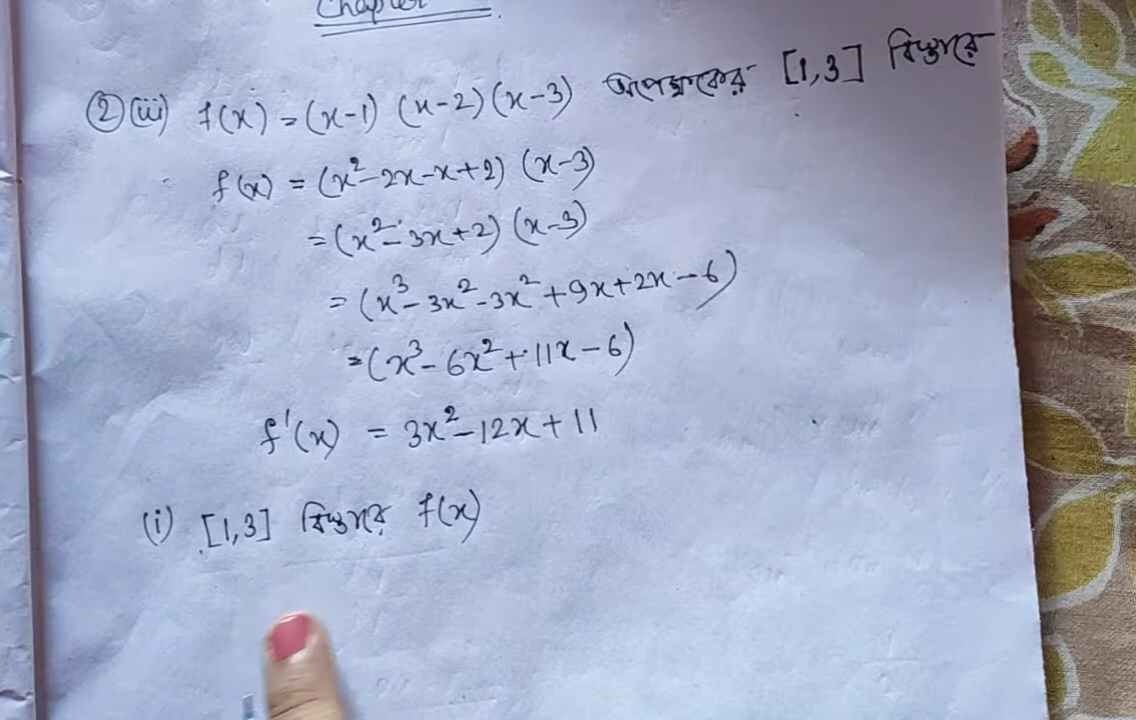 Chapter
②(iii) f(x) = (x-1) (x-2) (x-3) অপেক্ষকের [1,3] বিস্তারে
f(x) = (x²-2x-x+2) (x-3)
= (x²-3x+2) (x-3)
= (x³-3x²-3x²+9x+2x-6)
= (x³-6x²+11x-6)
f'(x) = 3x²-12x+11
(i) [1,3] বিস্তারে f(x)